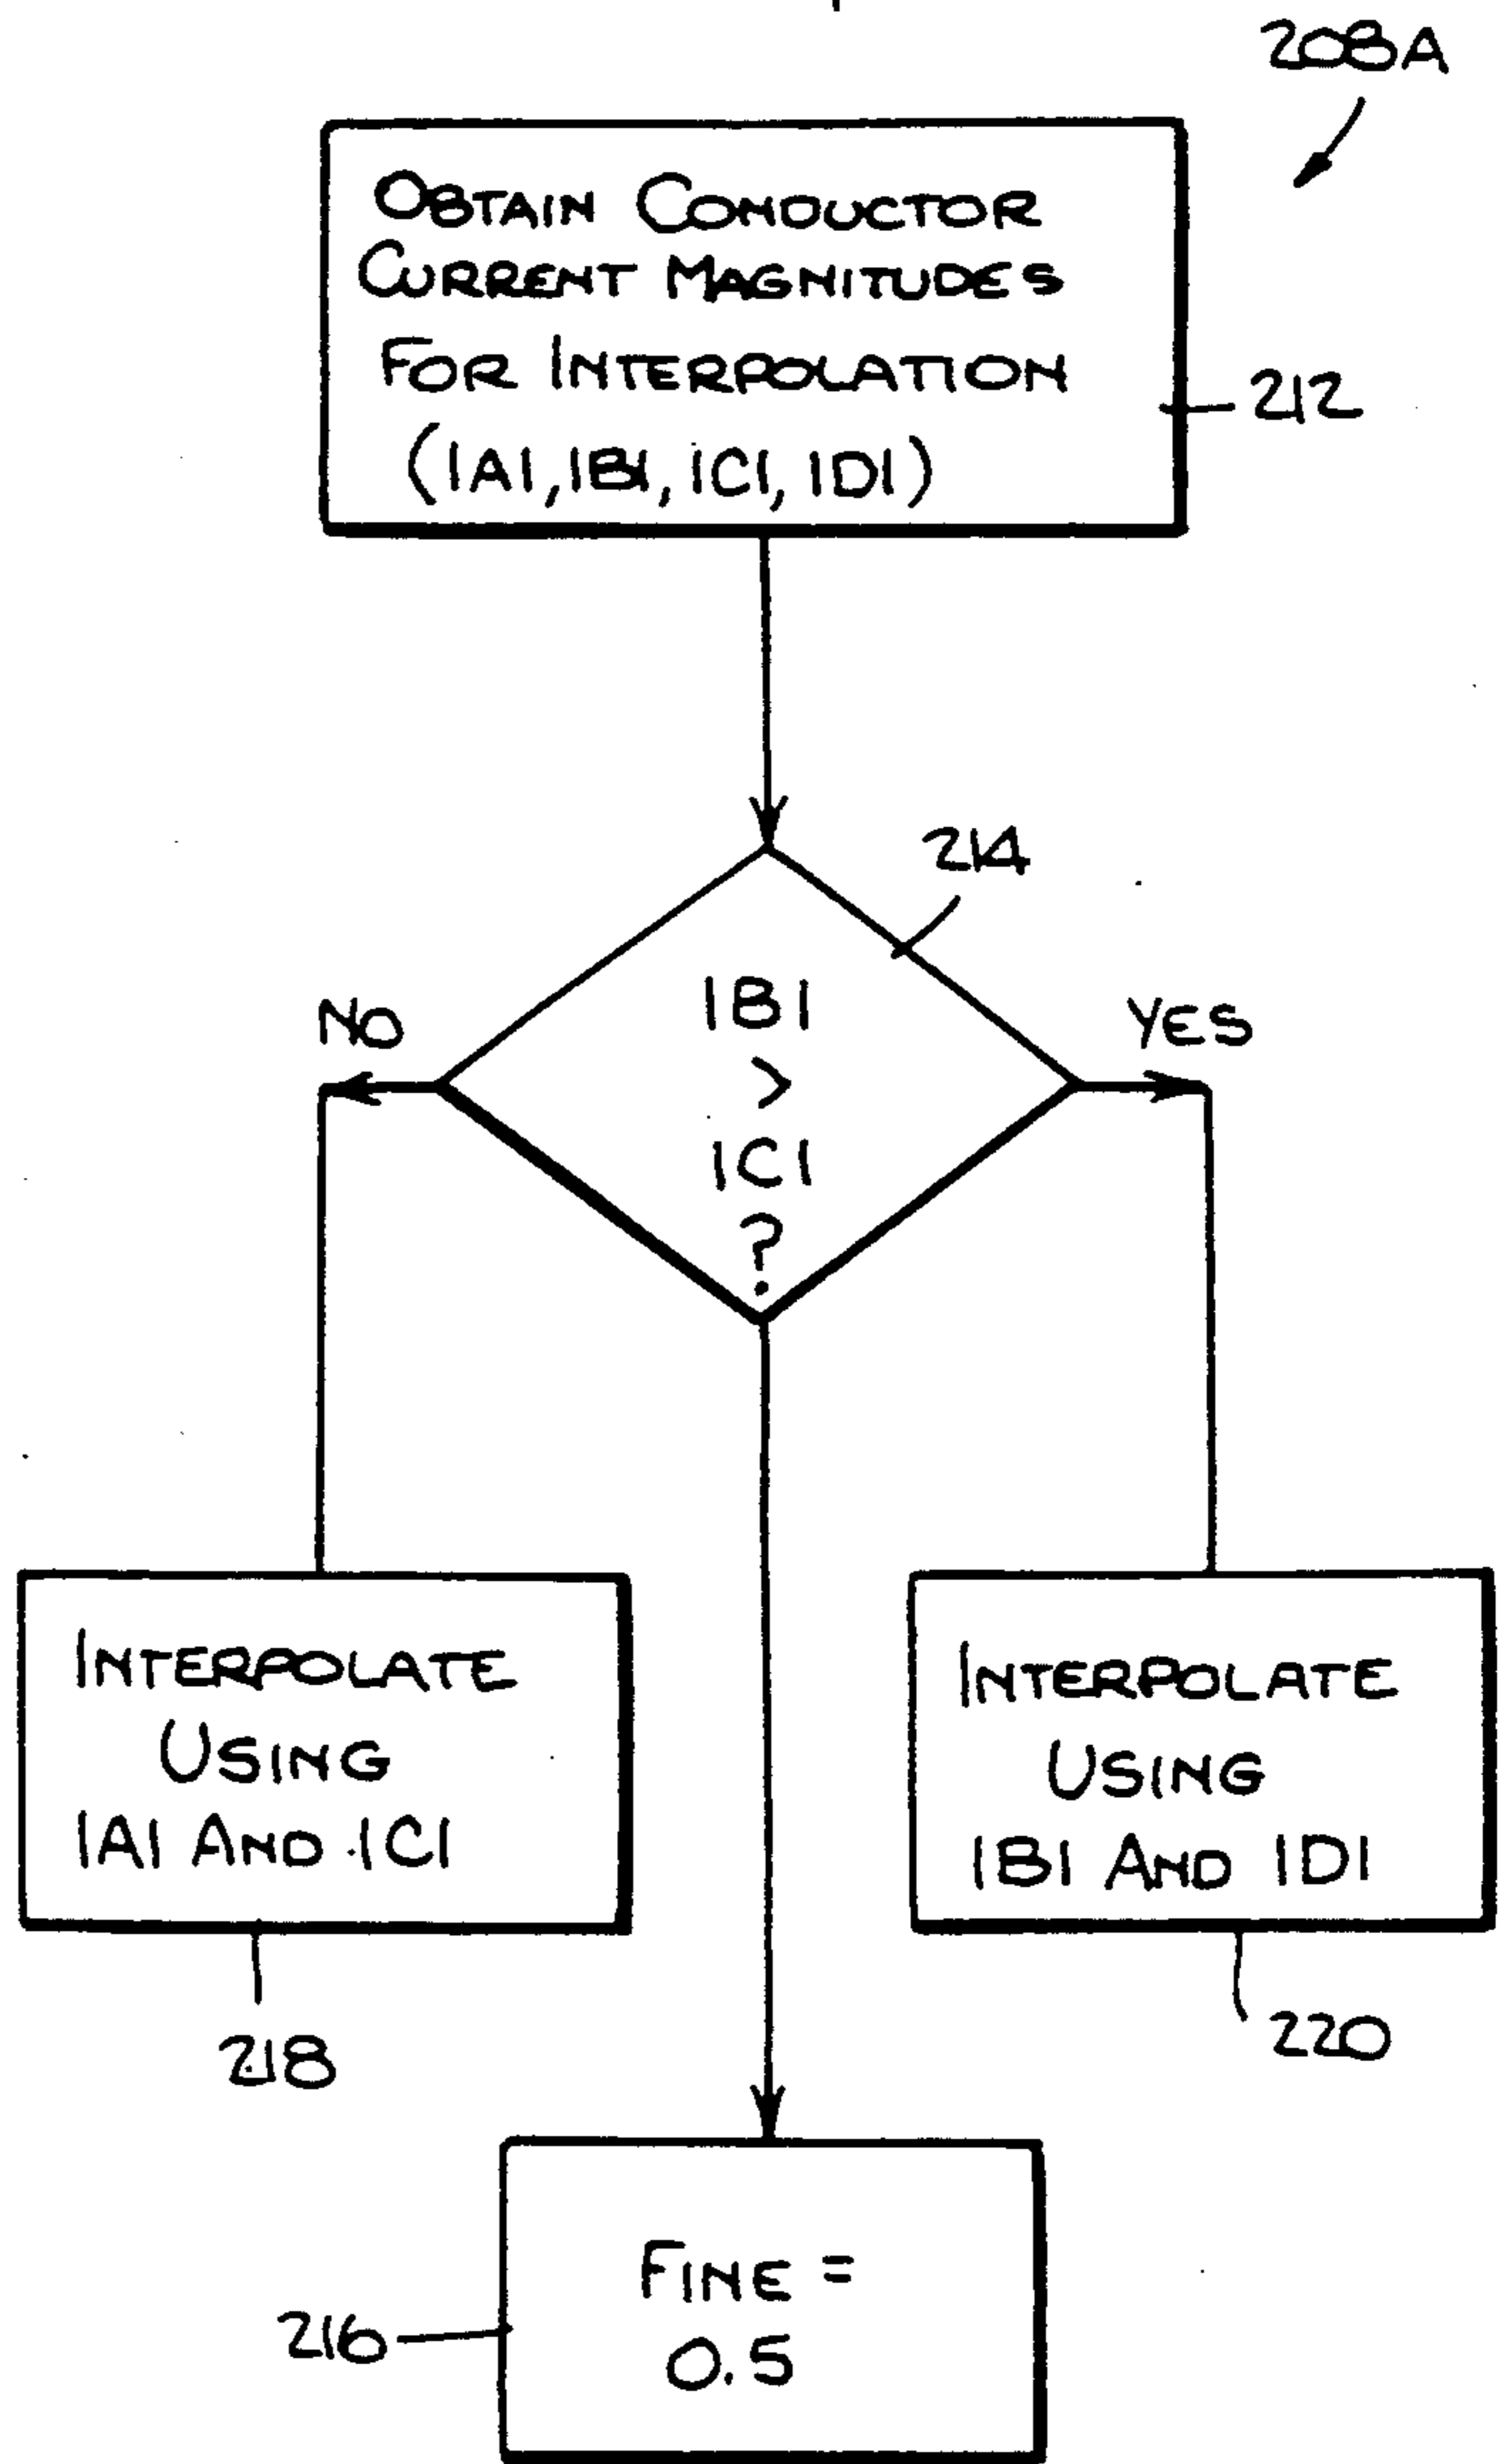 208A
OBTAIN CONDUCTOR
CURRENT MAGNITUDES
FOR INTERPOLATION
(|A|, |B|, |C|, |D|)
212
214
|B|
>
|C|
?
NO
YES
INTERPOLATE
USING
|A| AND |C|
218
INTERPOLATE
USING
|B| AND |D|
220
FINE =
0.5
216